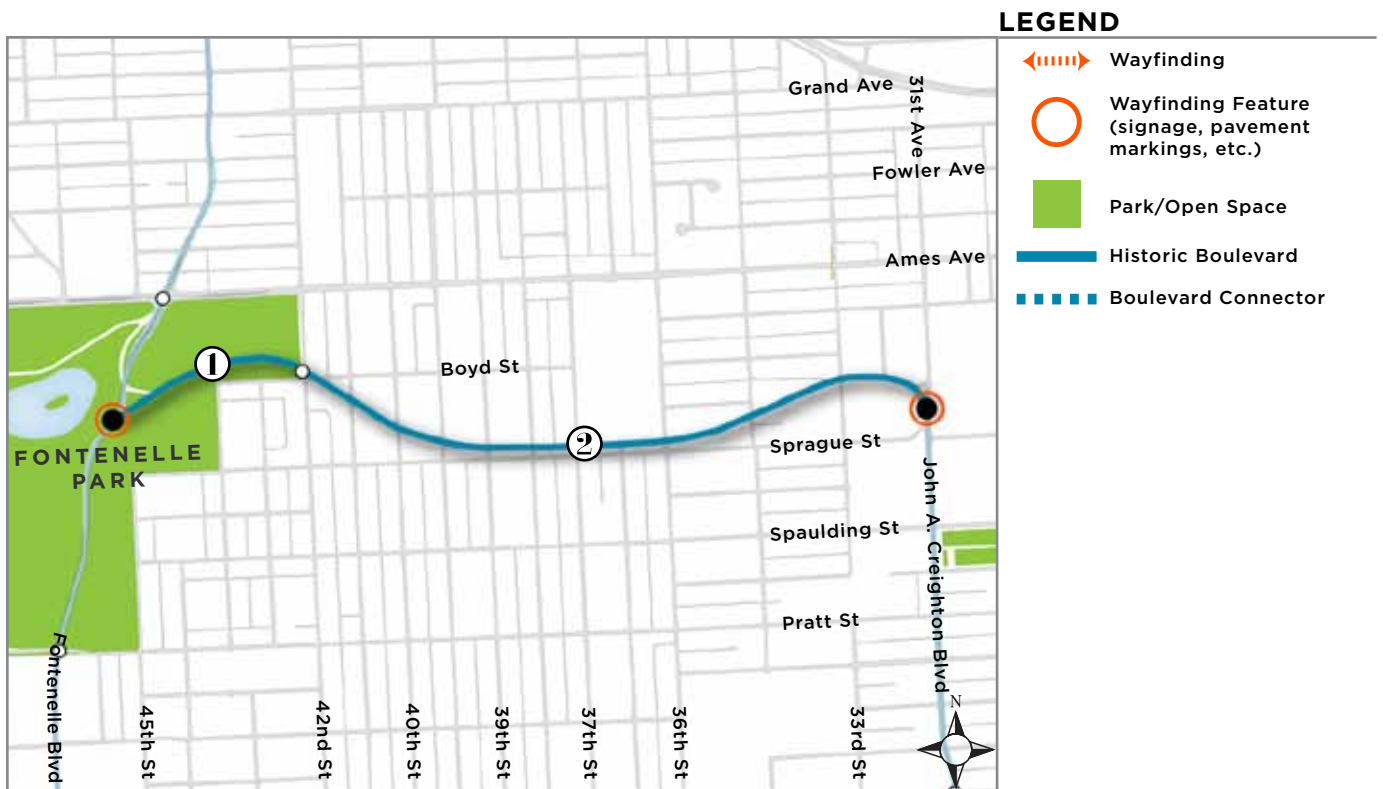 LEGEND
Wayfinding
Wayfinding Feature
(signage, pavement
markings, etc.)
Park/Open Space
Historic Boulevard
Boulevard Connector
Grand Ave
31st Ave
Fowler Ave
Ames Ave
1
Boyd St
2
Sprague St
FONTENELLE
PARK
Spaulding St
John A. Creighton Blvd
Pratt St
Fontenelle Blvd
45th St
42nd St
40th St
39th St
37th St
36th St
33rd St
N